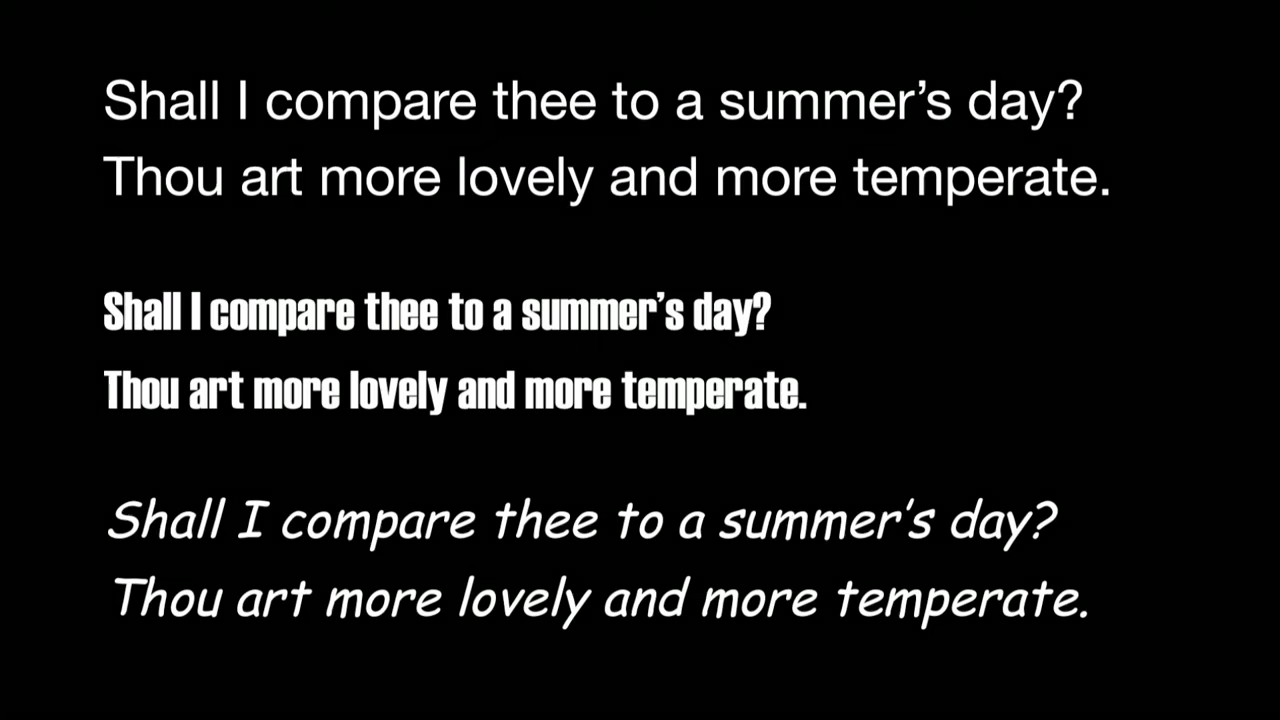 Shall I compare thee to a summer’s day?
Thou art more lovely and more temperate.
Shall I compare thee to a summer’s day?
Thou art more lovely and more temperate.
Shall I compare thee to a summer’s day?
Thou art more lovely and more temperate.